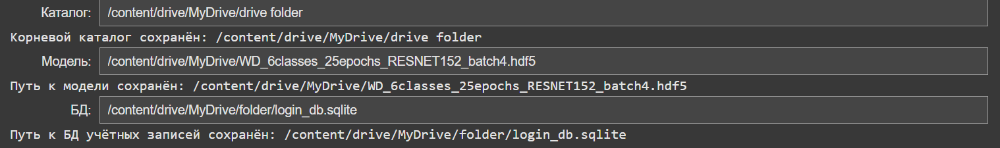 Каталог: /content/drive/MyDrive/drive folder
Корневой каталог сохранён: /content/drive/MyDrive/drive folder
Модель: /content/drive/MyDrive/WD_6classes_25epochs_RESNET152_batch4.hdf5
Путь к модели сохранён: /content/drive/MyDrive/WD_6classes_25epochs_RESNET152_batch4.hdf5
БД: /content/drive/MyDrive/folder/login_db.sqlite
Путь к БД учётных записей сохранён: /content/drive/MyDrive/folder/login_db.sqlite